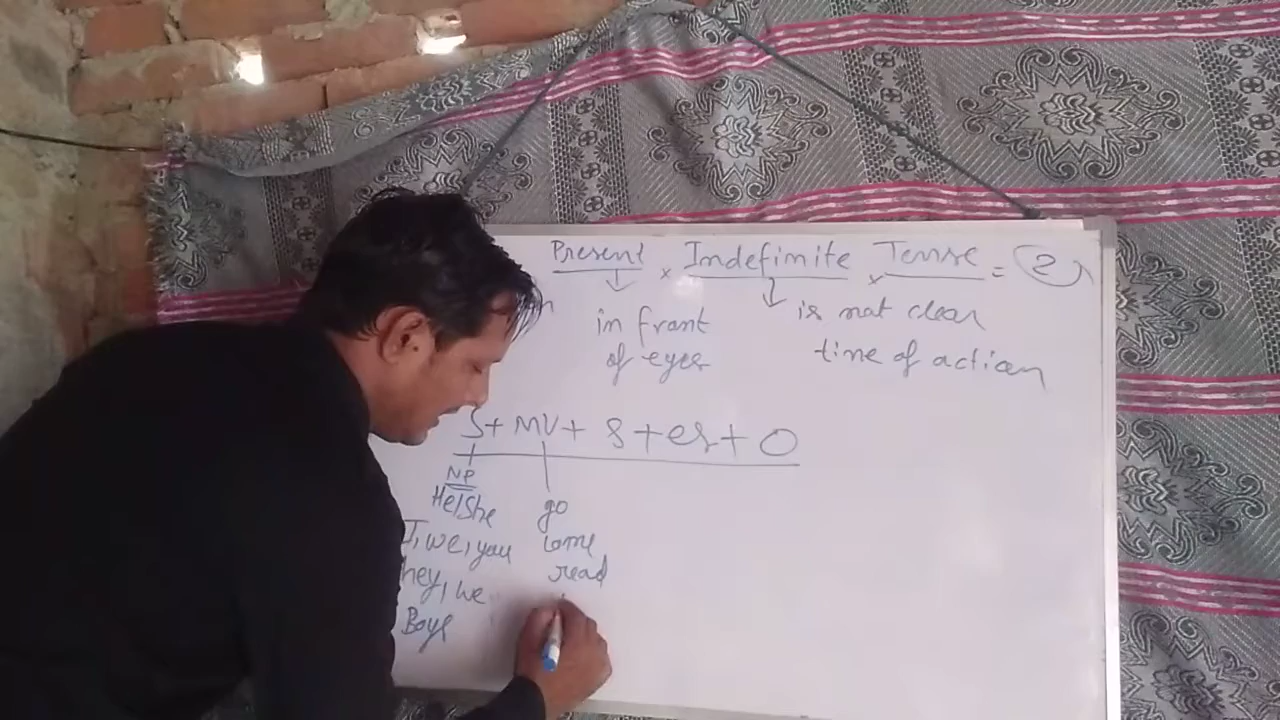 Present × Indefinite × Tense = 2
in front
of eyes
is not clear
time of action
S + MV + S + es + O
NP
He/She
go
I, we, you
come
hey, we
read
Boys